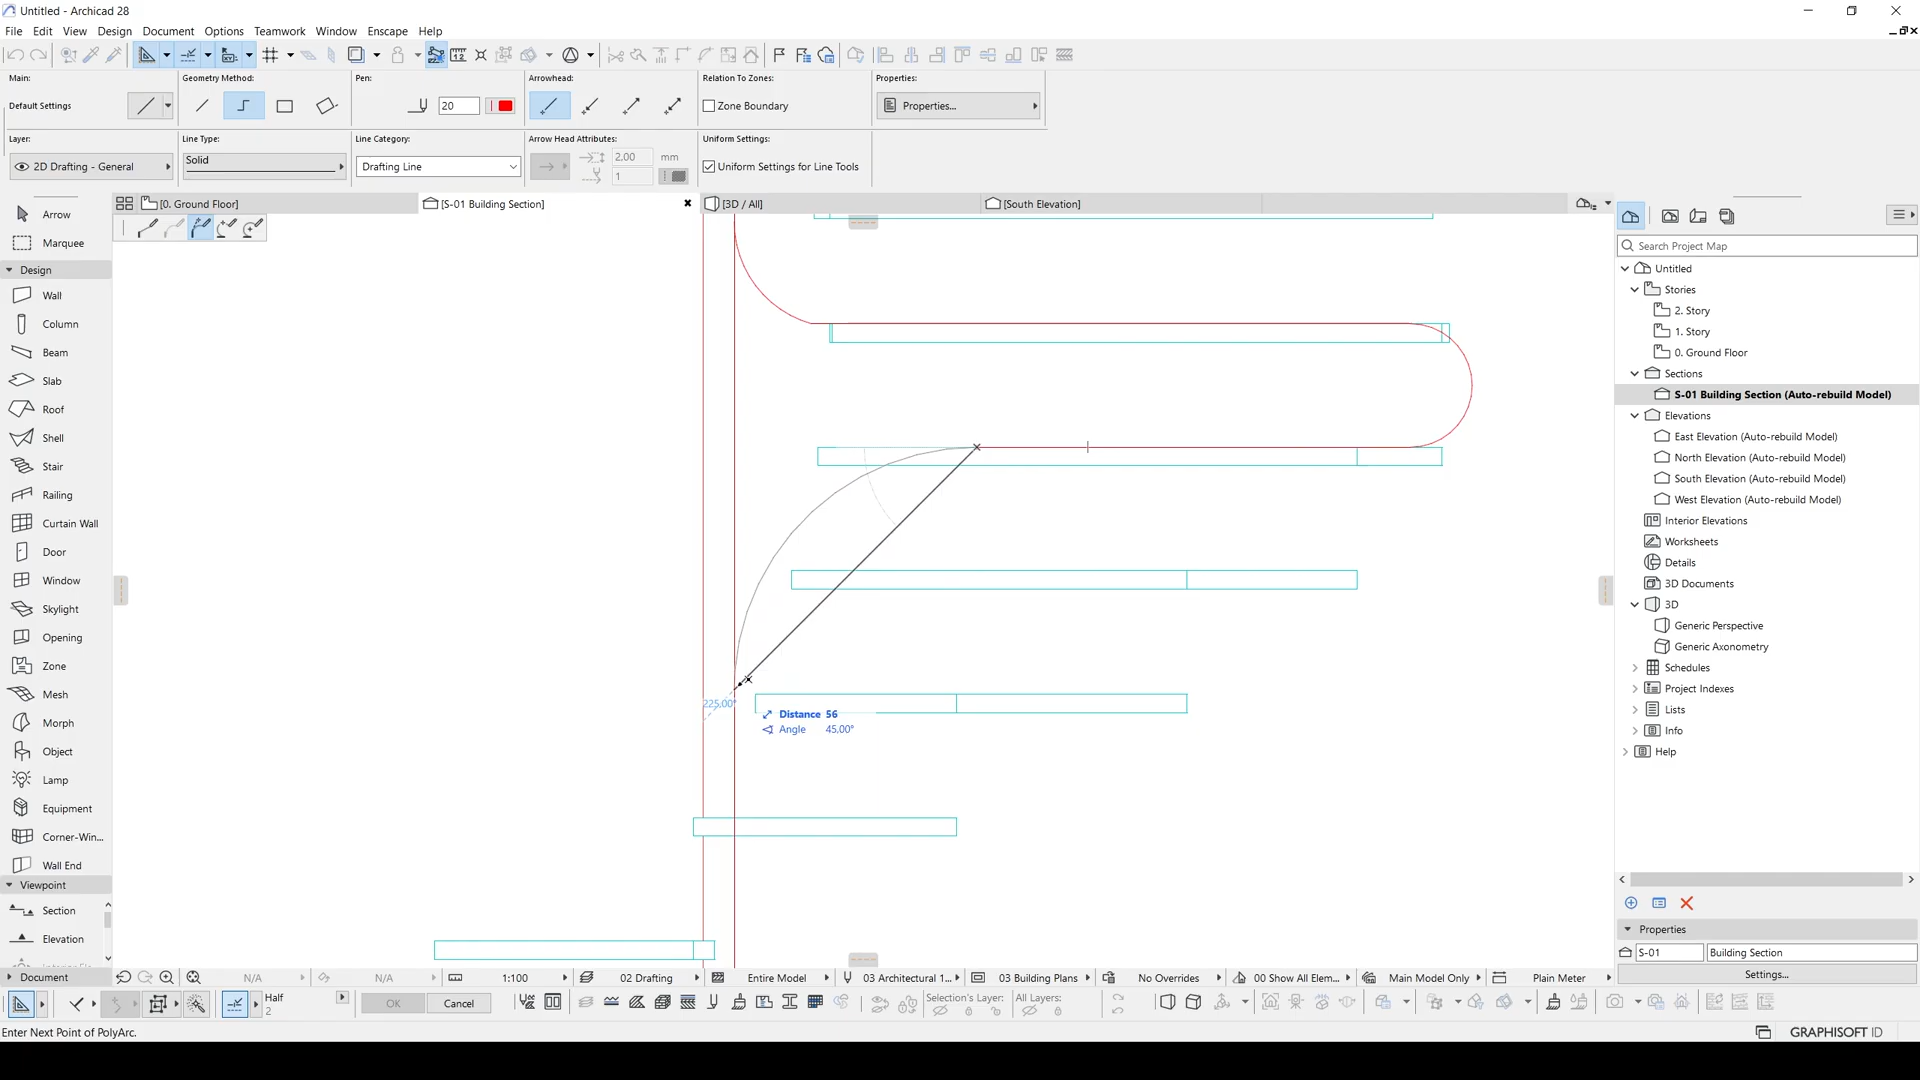 Untitled - Archicad 28
File Edit View Design Document Options Teamwork Window Enscape Help
Main: Geometry Method: Pen: Arrowhead: Relation To Zones: Properties:
Default Settings 20 Zone Boundary Properties...
Layer: Line Type: Line Category: Arrow Head Attributes: Uniform Settings:
2D Drafting - General Solid Drafting Line 2,00 mm 1 Uniform Settings for Line Tools
[0. Ground Floor] [S-01 Building Section] [3D / All] [South Elevation]
Arrow
Marquee
Design
Wall
Column
Beam
Slab
Roof
Shell
Stair
Railing
Curtain Wall
Door
Window
Skylight
Opening
Zone
Mesh
Morph
Object
Lamp
Equipment
Corner-Win...
Wall End
Viewpoint
Section
Elevation
Document
225,00°
Distance 56
Angle 45,00°
Search Project Map
Untitled
Stories
2. Story
1. Story
0. Ground Floor
Sections
S-01 Building Section (Auto-rebuild Model)
Elevations
East Elevation (Auto-rebuild Model)
North Elevation (Auto-rebuild Model)
South Elevation (Auto-rebuild Model)
West Elevation (Auto-rebuild Model)
Interior Elevations
Worksheets
Details
3D Documents
3D
Generic Perspective
Generic Axonometry
Schedules
Project Indexes
Lists
Info
Help
Properties
S-01 Building Section
Settings...
N/A N/A 1:100 02 Drafting Entire Model 03 Architectural 1... 03 Building Plans No Overrides 00 Show All Elem... Main Model Only Plain Meter
Half
2
OK Cancel Selection's Layer: All Layers:
Enter Next Point of PolyArc.
GRAPHISOFT ID